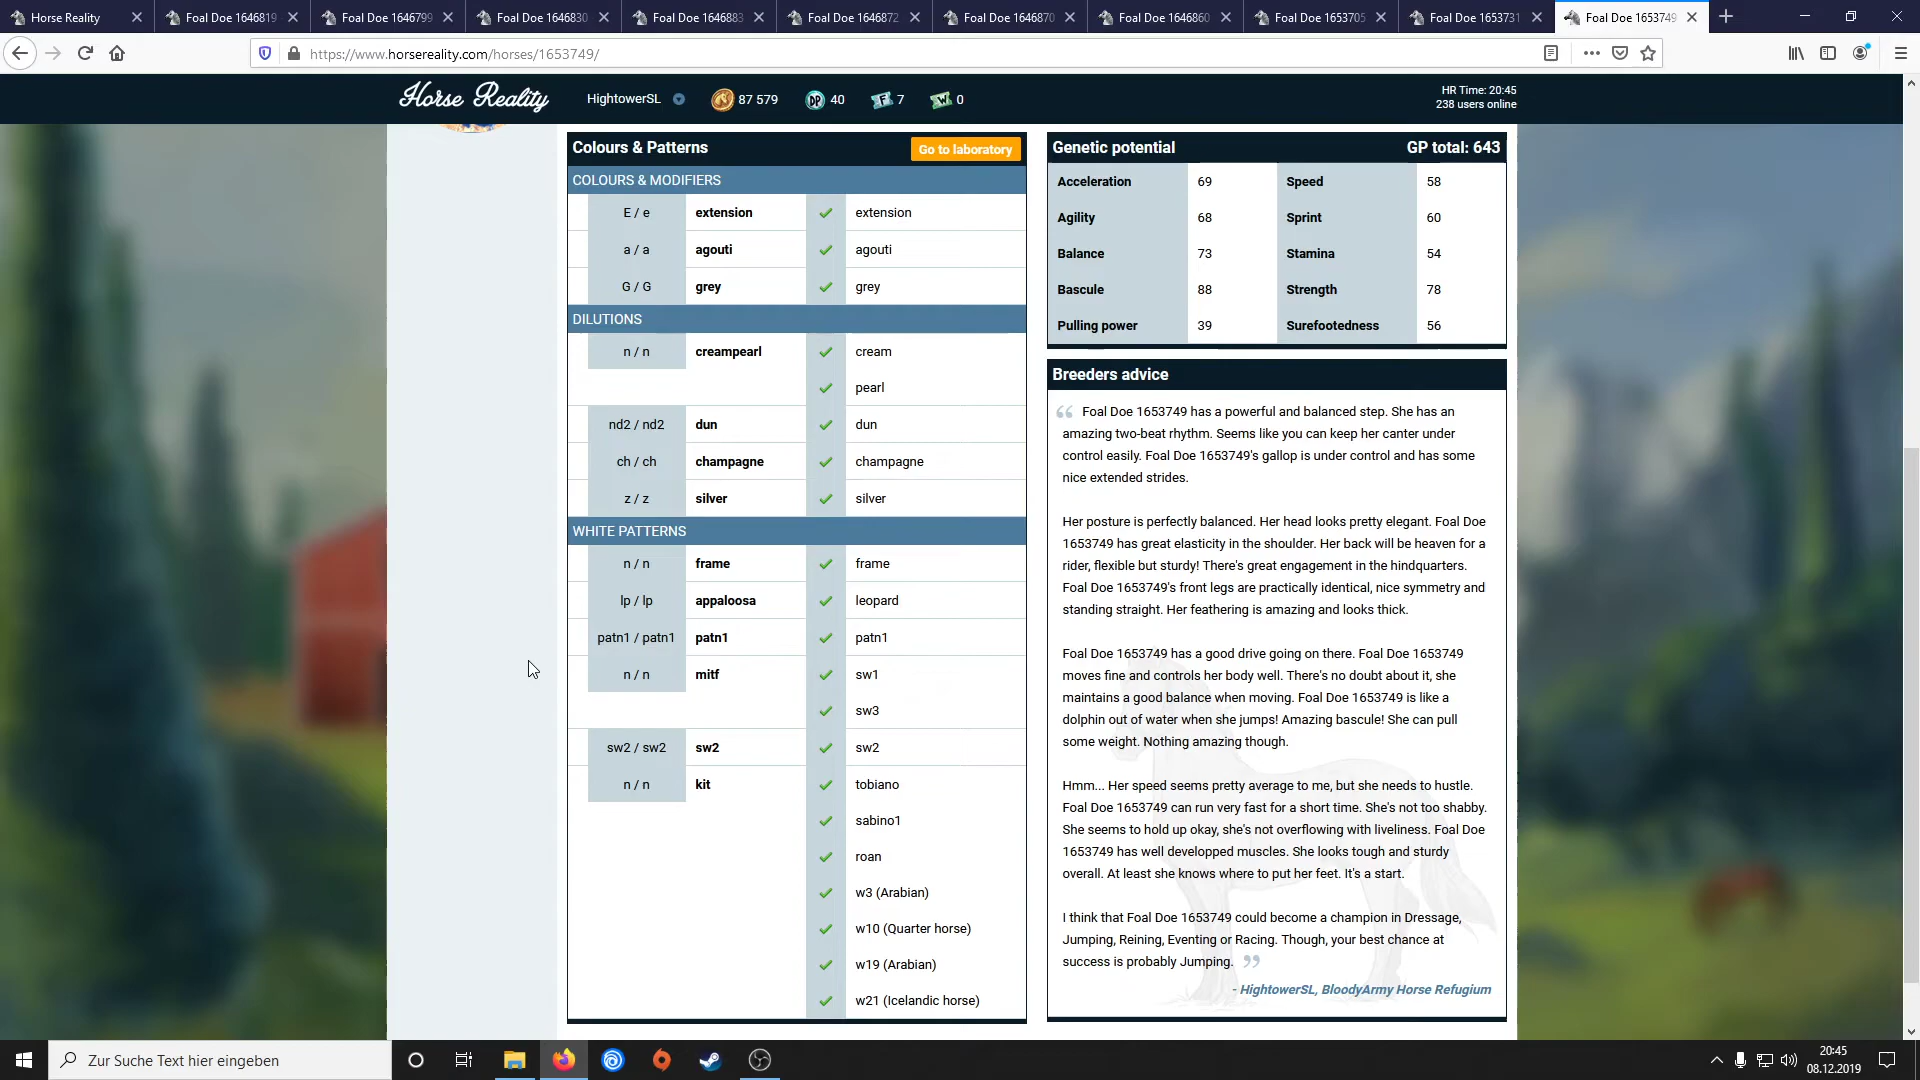 Horse Reality
Foal Doe 1646819
Foal Doe 1646799
Foal Doe 1646830
Foal Doe 1646883
Foal Doe 1646872
Foal Doe 1646870
Foal Doe 1646860
Foal Doe 1653705
Foal Doe 1653731
Foal Doe 1653749
https://www.horsereality.com/horses/1653749/
Horse Reality
HightowerSL
87 579
DP
40
F
7
W
0
HR Time: 20:45
238 users online
Colours & Patterns
Go to laboratory
COLOURS & MODIFIERS
E / e extension extension
a / a agouti agouti
G / G grey grey
DILUTIONS
n / n creampearl cream
pearl
nd2 / nd2 dun dun
ch / ch champagne champagne
z / z silver silver
WHITE PATTERNS
n / n frame frame
lp / lp appaloosa leopard
patn1 / patn1 patn1 patn1
n / n mitf sw1
sw3
sw2 / sw2 sw2 sw2
n / n kit tobiano
sabino1
roan
w3 (Arabian)
w10 (Quarter horse)
w19 (Arabian)
w21 (Icelandic horse)
Genetic potential GP total: 643
Acceleration 69 Speed 58
Agility 68 Sprint 60
Balance 73 Stamina 54
Bascule 88 Strength 78
Pulling power 39 Surefootedness 56
Breeders advice
“ Foal Doe 1653749 has a powerful and balanced step. She has an
amazing two-beat rhythm. Seems like you can keep her canter under
control easily. Foal Doe 1653749's gallop is under control and has some
nice extended strides.
Her posture is perfectly balanced. Her head looks pretty elegant. Foal Doe
1653749 has great elasticity in the shoulder. Her back will be heaven for a
rider, flexible but sturdy! There's great engagement in the hindquarters.
Foal Doe 1653749's front legs are practically identical, nice symmetry and
standing straight. Her feathering is amazing and looks thick.
Foal Doe 1653749 has a good drive going on there. Foal Doe 1653749
moves fine and controls her body well. There's no doubt about it, she
maintains a good balance when moving. Foal Doe 1653749 is like a
dolphin out of water when she jumps! Amazing bascule! She can pull
some weight. Nothing amazing though.
Hmm... Her speed seems pretty average to me, but she needs to hustle.
Foal Doe 1653749 can run very fast for a short time. She's not too shabby.
She seems to hold up okay, she's not overflowing with liveliness. Foal Doe
1653749 has well developped muscles. She looks tough and sturdy
overall. At least she knows where to put her feet. It's a start.
I think that Foal Doe 1653749 could become a champion in Dressage,
Jumping, Reining, Eventing or Racing. Though, your best chance at
success is probably Jumping. ”
- HightowerSL, BloodyArmy Horse Refugium
Zur Suche Text hier eingeben
20:45
08.12.2019